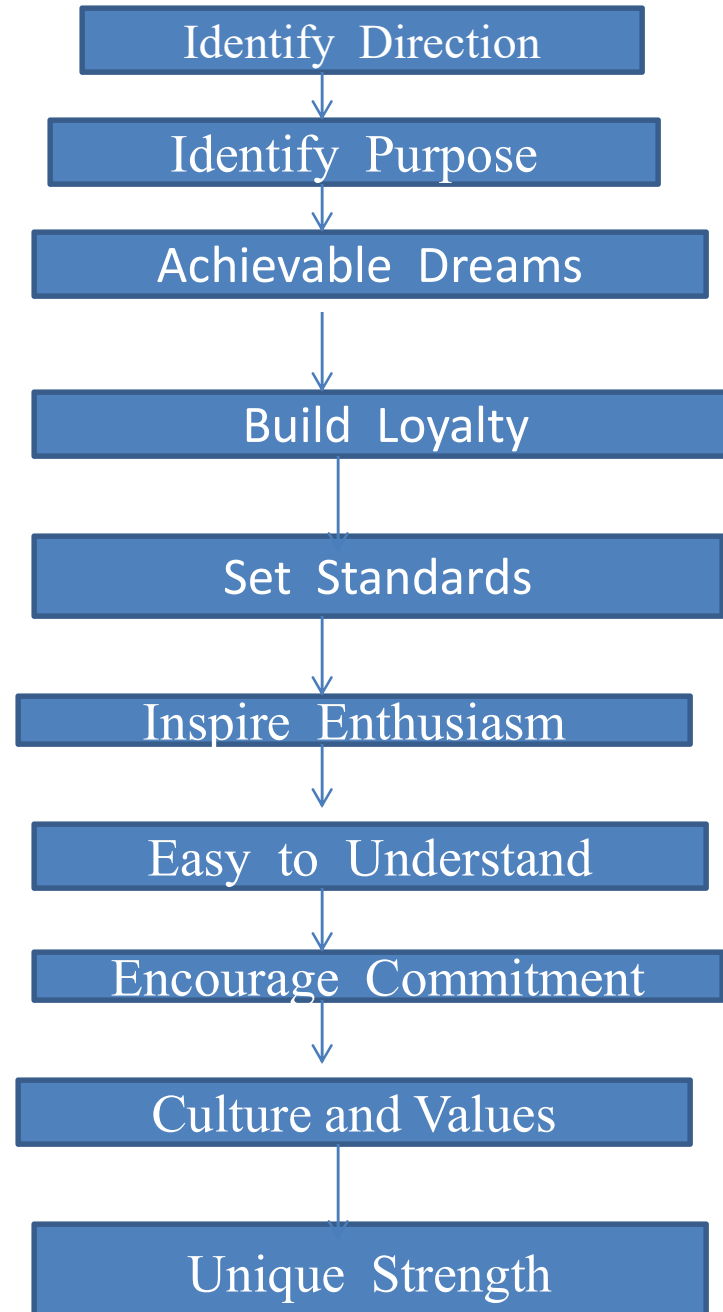 Identify Direction
Identify Purpose
Achievable Dreams
Build Loyalty
Set Standards
Inspire Enthusiasm
Easy to Understand
Encourage Commitment
Culture and Values
Unique Strength